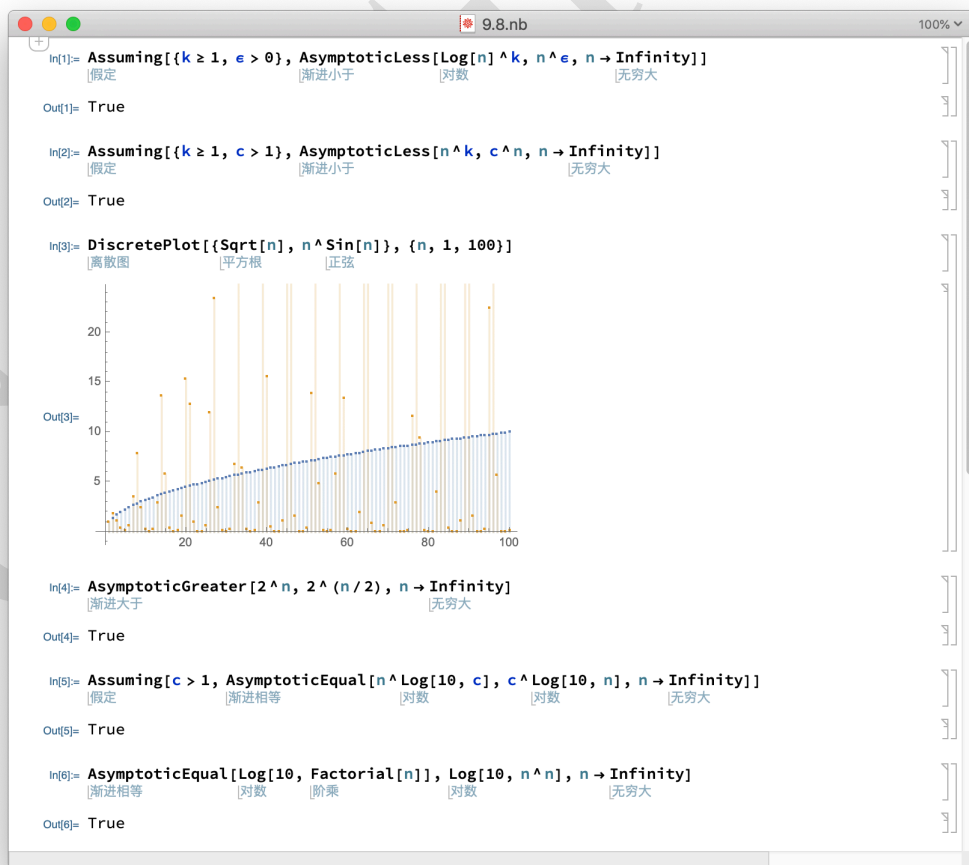 9.8.nb
100%
In[1]:= Assuming[{k ≥ 1, ϵ > 0}, AsymptoticLess[Log[n]^k, n^ϵ, n → Infinity]]
假定 渐进小于 对数 无穷大
Out[1]= True
In[2]:= Assuming[{k ≥ 1, c > 1}, AsymptoticLess[n^k, c^n, n → Infinity]]
假定 渐进小于 无穷大
Out[2]= True
In[3]:= DiscretePlot[{Sqrt[n], n^Sin[n]}, {n, 1, 100}]
离散图 平方根 正弦
20
15
Out[3]=
10
5
20 40 60 80 100
In[4]:= AsymptoticGreater[2^n, 2^(n/2), n → Infinity]
渐进大于 无穷大
Out[4]= True
In[5]:= Assuming[c > 1, AsymptoticEqual[n^Log[10, c], c^Log[10, n], n → Infinity]]
假定 渐进相等 对数 对数 无穷大
Out[5]= True
In[6]:= AsymptoticEqual[Log[10, Factorial[n]], Log[10, n^n], n → Infinity]
渐进相等 对数 阶乘 对数 无穷大
Out[6]= True